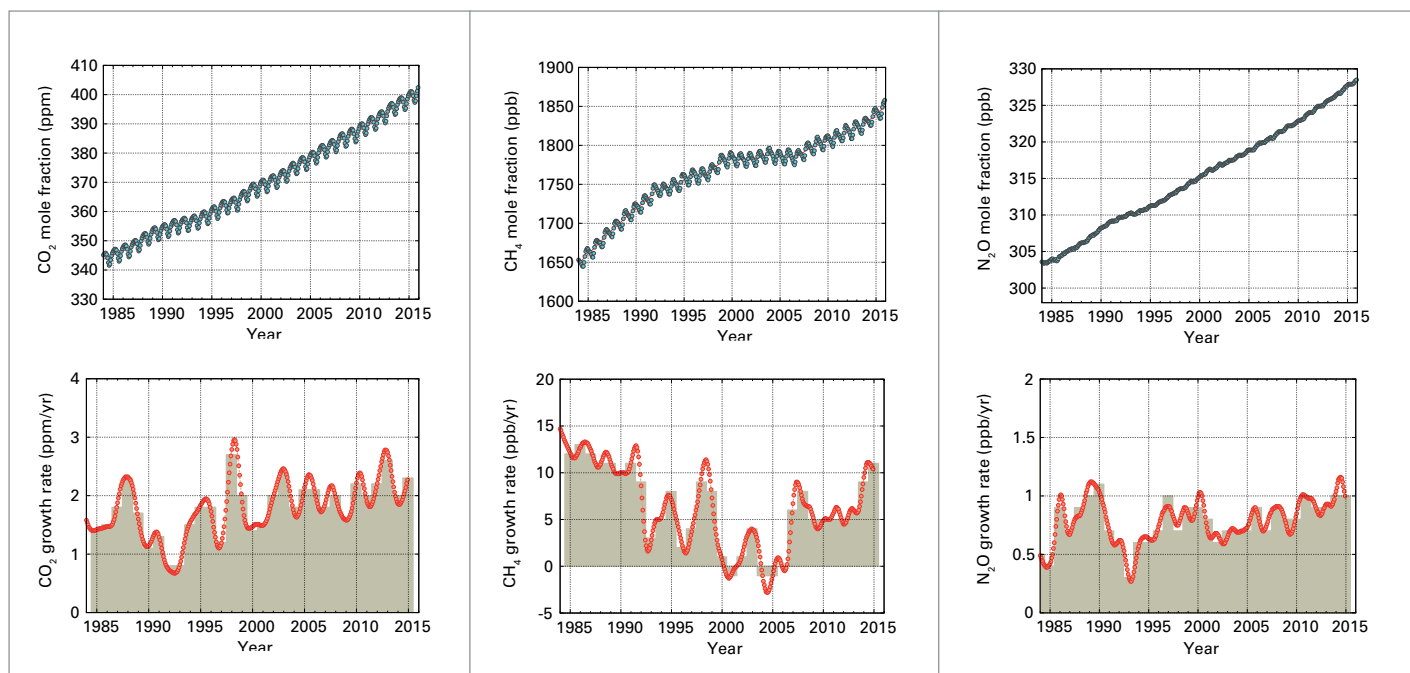 CO2 mole fraction (ppm)
410
400
390
380
370
360
350
340
330
1985 1990 1995 2000 2005 2010 2015
Year
CH4 mole fraction (ppb)
1900
1850
1800
1750
1700
1650
1600
1985 1990 1995 2000 2005 2010 2015
Year
N2O mole fraction (ppb)
330
325
320
315
310
305
300
1985 1990 1995 2000 2005 2010 2015
Year
CO2 growth rate (ppm/yr)
4
3
2
1
0
1985 1990 1995 2000 2005 2010 2015
Year
CH4 growth rate (ppb/yr)
20
15
10
5
0
-5
1985 1990 1995 2000 2005 2010 2015
Year
N2O growth rate (ppb/yr)
2
1.5
1
0.5
0
1985 1990 1995 2000 2005 2010 2015
Year